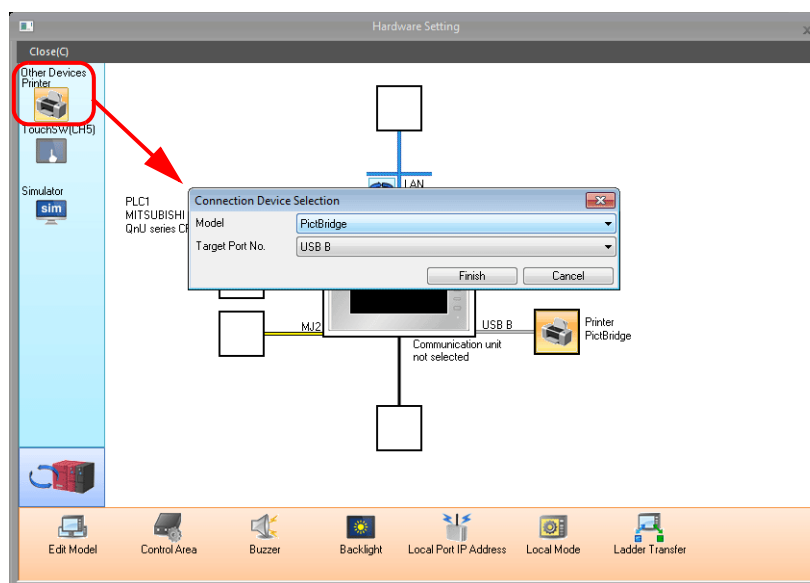 Hardware Setting
Close(C)
Other Devices
Printer
TouchSW(CH5)
Simulator
sim
LAN
PLC1
MITSUBISHI
QnU series
Connection Device Selection
Model
PictBridge
Target Port No.
USB B
Finish
Cancel
MJ2
USB B
Printer
PictBridge
Communication unit
not selected
Edit Model
Control Area
Buzzer
Backlight
Local Port IP Address
Local Mode
Ladder Transfer